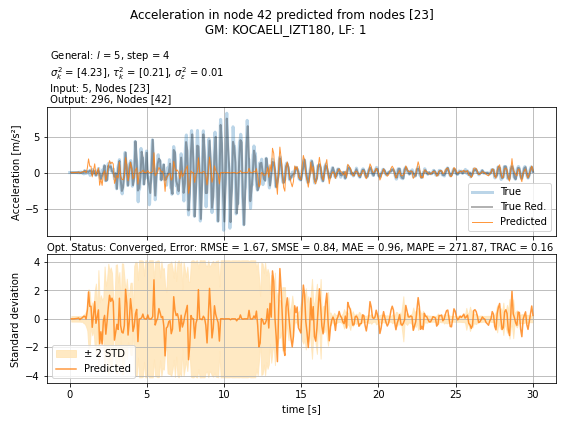 Acceleration in node 42 predicted from nodes [23]
GM: KOCAELI_IZT180, LF: 1
General: l = 5, step = 4
σ²ₖ = [4.23], τ²ₖ = [0.21], σ²ₑ = 0.01
Input: 5, Nodes [23]
Output: 296, Nodes [42]
Acceleration [m/s²]
5
0
−5
True
True Red.
Predicted
Opt. Status: Converged, Error: RMSE = 1.67, SMSE = 0.84, MAE = 0.96, MAPE = 271.87, TRAC = 0.16
Standard deviation
4
2
0
−2
−4
± 2 STD
Predicted
0 5 10 15 20 25 30
time [s]